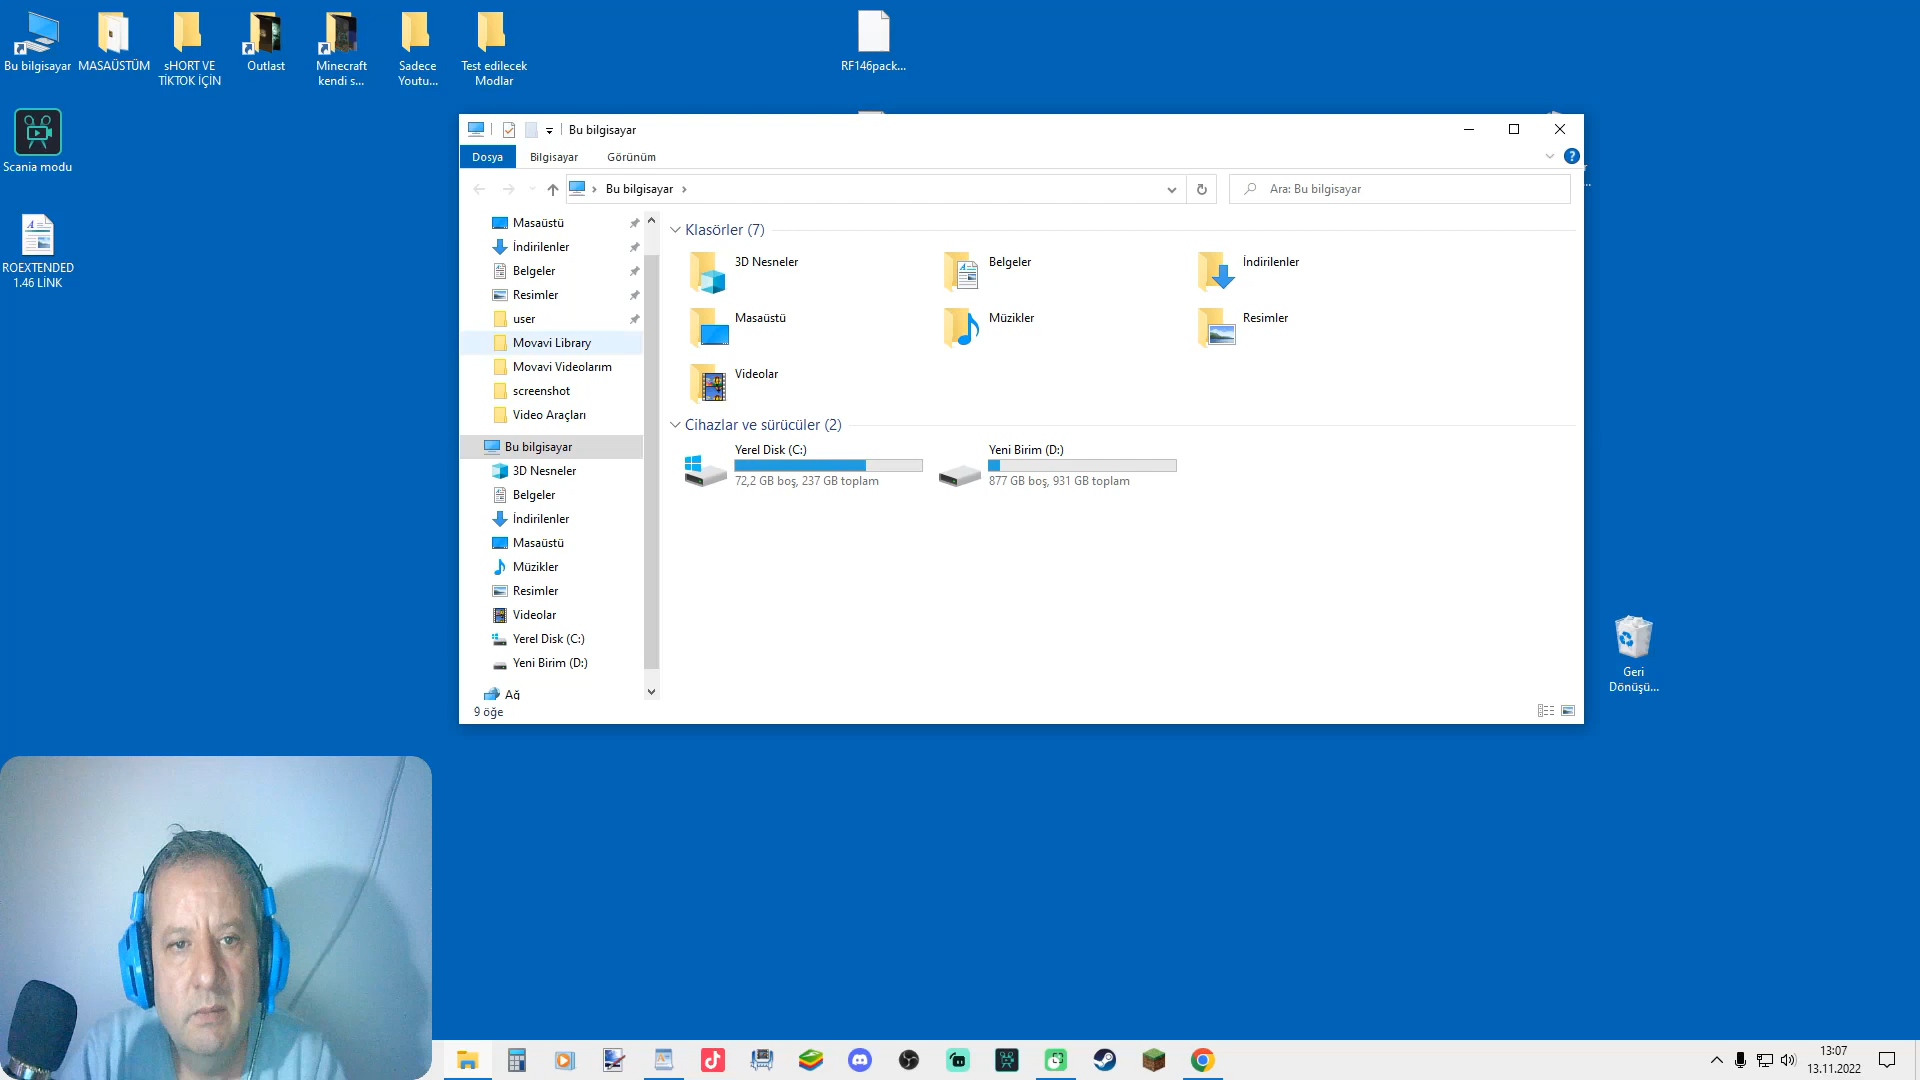 Bu bilgisayar
MASAÜSTÜM
sHORT VE
TİKTOK İÇİN
Outlast
Minecraft
kendi s...
Sadece
Youtu...
Test edilecek
Modlar
RF146pack...
Scania modu
ROEXTENDED
1.46 LİNK
Bu bilgisayar
Dosya
Bilgisayar
Görünüm
Bu bilgisayar
Ara: Bu bilgisayar
Masaüstü
İndirilenler
Belgeler
Resimler
user
Movavi Library
Movavi Videolarım
screenshot
Video Araçları
Bu bilgisayar
3D Nesneler
Belgeler
İndirilenler
Masaüstü
Müzikler
Resimler
Videolar
Yerel Disk (C:)
Yeni Birim (D:)
Ağ
9 öğe
Klasörler (7)
3D Nesneler
Belgeler
İndirilenler
Masaüstü
Müzikler
Resimler
Videolar
Cihazlar ve sürücüler (2)
Yerel Disk (C:)
72,2 GB boş, 237 GB toplam
Yeni Birim (D:)
877 GB boş, 931 GB toplam
Geri
Dönüşü...
13:07
13.11.2022